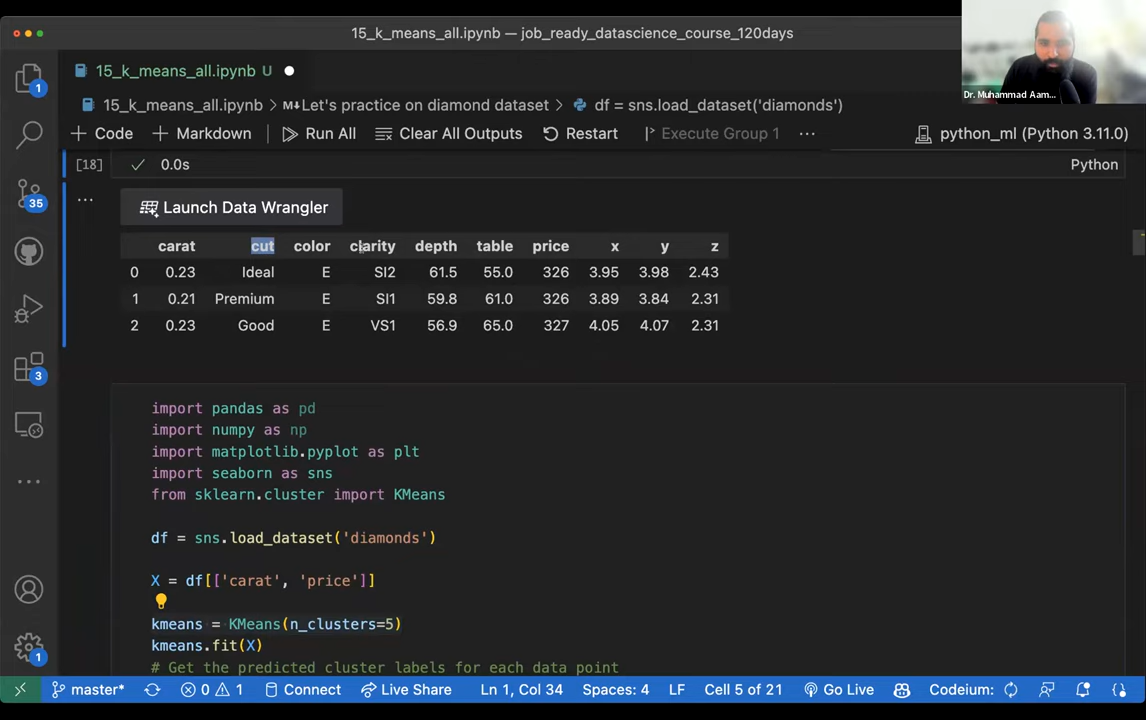 15_k_means_all.ipynb — job_ready_datascience_course_120days
15_k_means_all.ipynb U
15_k_means_all.ipynb > M↓Let's practice on diamond dataset > df = sns.load_dataset('diamonds')
+ Code + Markdown Run All Clear All Outputs Restart Execute Group 1 ... python_ml (Python 3.11.0)
Dr. Muhammad Aam...
[18] 0.0s Python
Launch Data Wrangler
carat cut color clarity depth table price x y z
0 0.23 Ideal E SI2 61.5 55.0 326 3.95 3.98 2.43
1 0.21 Premium E SI1 59.8 61.0 326 3.89 3.84 2.31
2 0.23 Good E VS1 56.9 65.0 327 4.05 4.07 2.31
import pandas as pd
import numpy as np
import matplotlib.pyplot as plt
import seaborn as sns
from sklearn.cluster import KMeans
df = sns.load_dataset('diamonds')
X = df[['carat', 'price']]
kmeans = KMeans(n_clusters=5)
kmeans.fit(X)
# Get the predicted cluster labels for each data point
1
35
3
1
master* 0 1 Connect Live Share Ln 1, Col 34 Spaces: 4 LF Cell 5 of 21 Go Live Codeium: